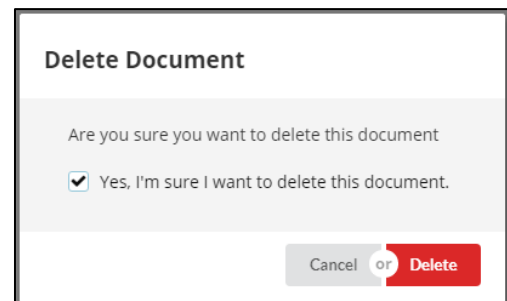 Delete Document
Are you sure you want to delete this document
Yes, I'm sure I want to delete this document.
Cancel or Delete